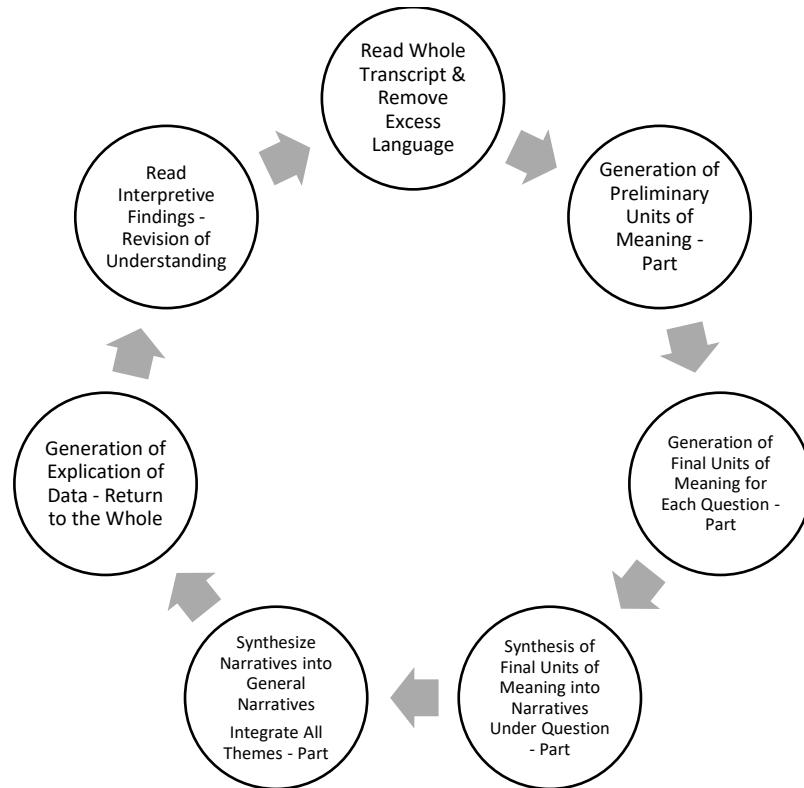 Read Whole
Transcript &
Remove
Excess
Language
Generation of
Preliminary
Units of
Meaning -
Part
Generation of
Final Units of
Meaning for
Each Question -
Part
Synthesis of
Final Units of
Meaning into
Narratives
Under Question
- Part
Synthesize
Narratives into
General
Narratives
Integrate All
Themes - Part
Generation of
Explication of
Data - Return
to the Whole
Read
Interpretive
Findings -
Revision of
Understanding